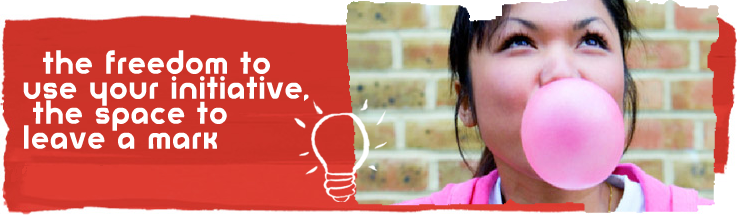 the freedom to
use your initiative,
the space to
leave a mark